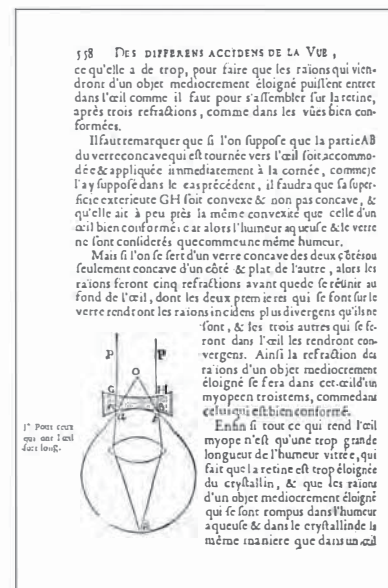 558 DES DIFFERENS ACCIDENS DE LA VUE,
ce qu'elle a de trop, pour faire que les raïons qui vien-
dront d'un objet mediocrement éloigné puissent entrer
dans l'œil comme il faut pour s'assembler sur la retine,
après trois refractions, comme dans les vûes bien con-
formées.
Il faut remarquer que si l'on suppose que la partie AB
du verre concave qui est tournée vers l'œil soit accommo-
dée & appliquée immediatement à la cornée, comme je
l'ay supposé dans le cas précédent, il faudra que sa super-
ficie exterieure GH soit convexe & non pas concave, &
qu'elle ait à peu près la même convexité que celle d'un
œil bien conformé; car alors l'humeur aqueuse & le verre
ne sont considerés que comme une même humeur.
Mais si l'on se sert d'un verre concave des deux côtés ou
seulement concave d'un côté & plat de l'autre, alors les
raïons feront cinq refractions avant que de se réünir au
fond de l'œil, dont les deux premieres qui se font sur le
verre rendront les raïons incidens plus divergens qu'ils ne
sont, & les trois autres qui se fe-
ront dans l'œil les rendront con-
vergens. Ainsi la refraction des
raïons d'un objet mediocrement
éloigné se fera dans cet œil d'un
myope en trois tems, comme dans
celui qui est bien conformé.
Enfin si tout ce qui rend l'œil
myope n'est qu'une trop grande
longueur de l'humeur vitrée, qui
fait que la retine est trop éloignée
du crystallin, & que les raïons
d'un objet mediocrement éloigné
qui se sont rompus dans l'humeur
aqueuse & dans le crystallin de la
même maniere que dans un œil
Pour ceux
qui ont l'œil
fort long.
P P
O
G H
A